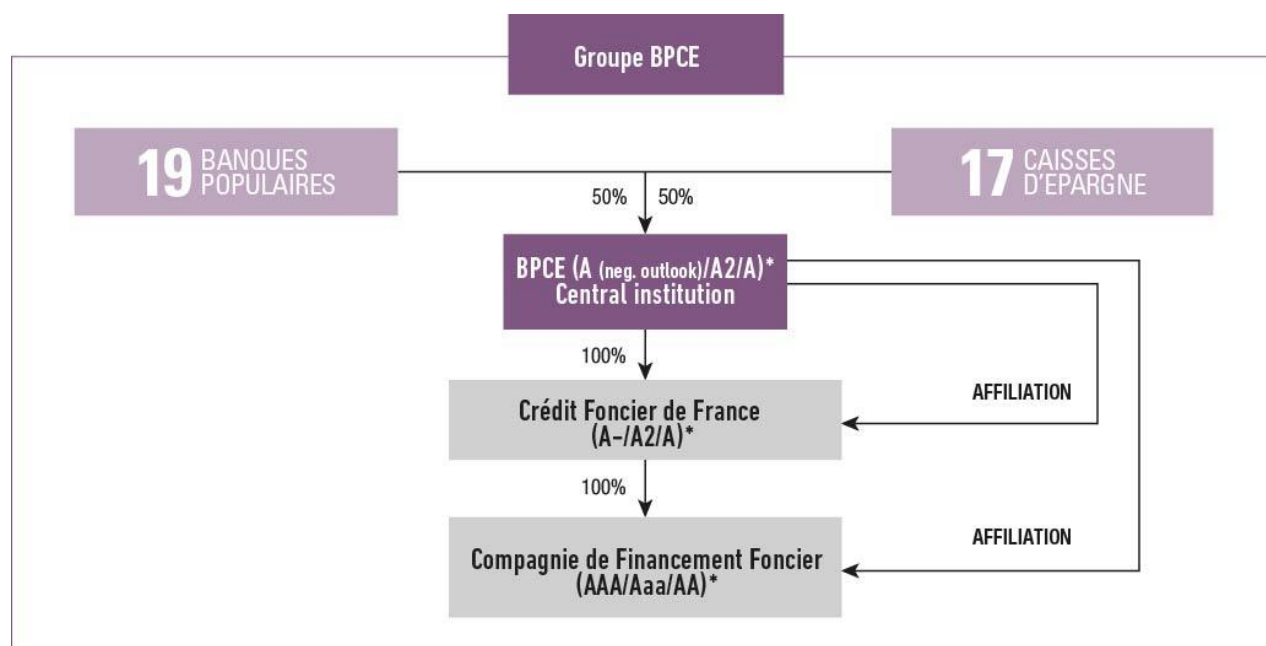 Groupe BPCE
19 BANQUES
POPULAIRES
17 CAISSES
D'EPARGNE
50% 50%
BPCE (A (neg. outlook)/A2/A)*
Central institution
100%
AFFILIATION
Crédit Foncier de France
(A-/A2/A)*
100%
AFFILIATION
Compagnie de Financement Foncier
(AAA/Aaa/AA)*